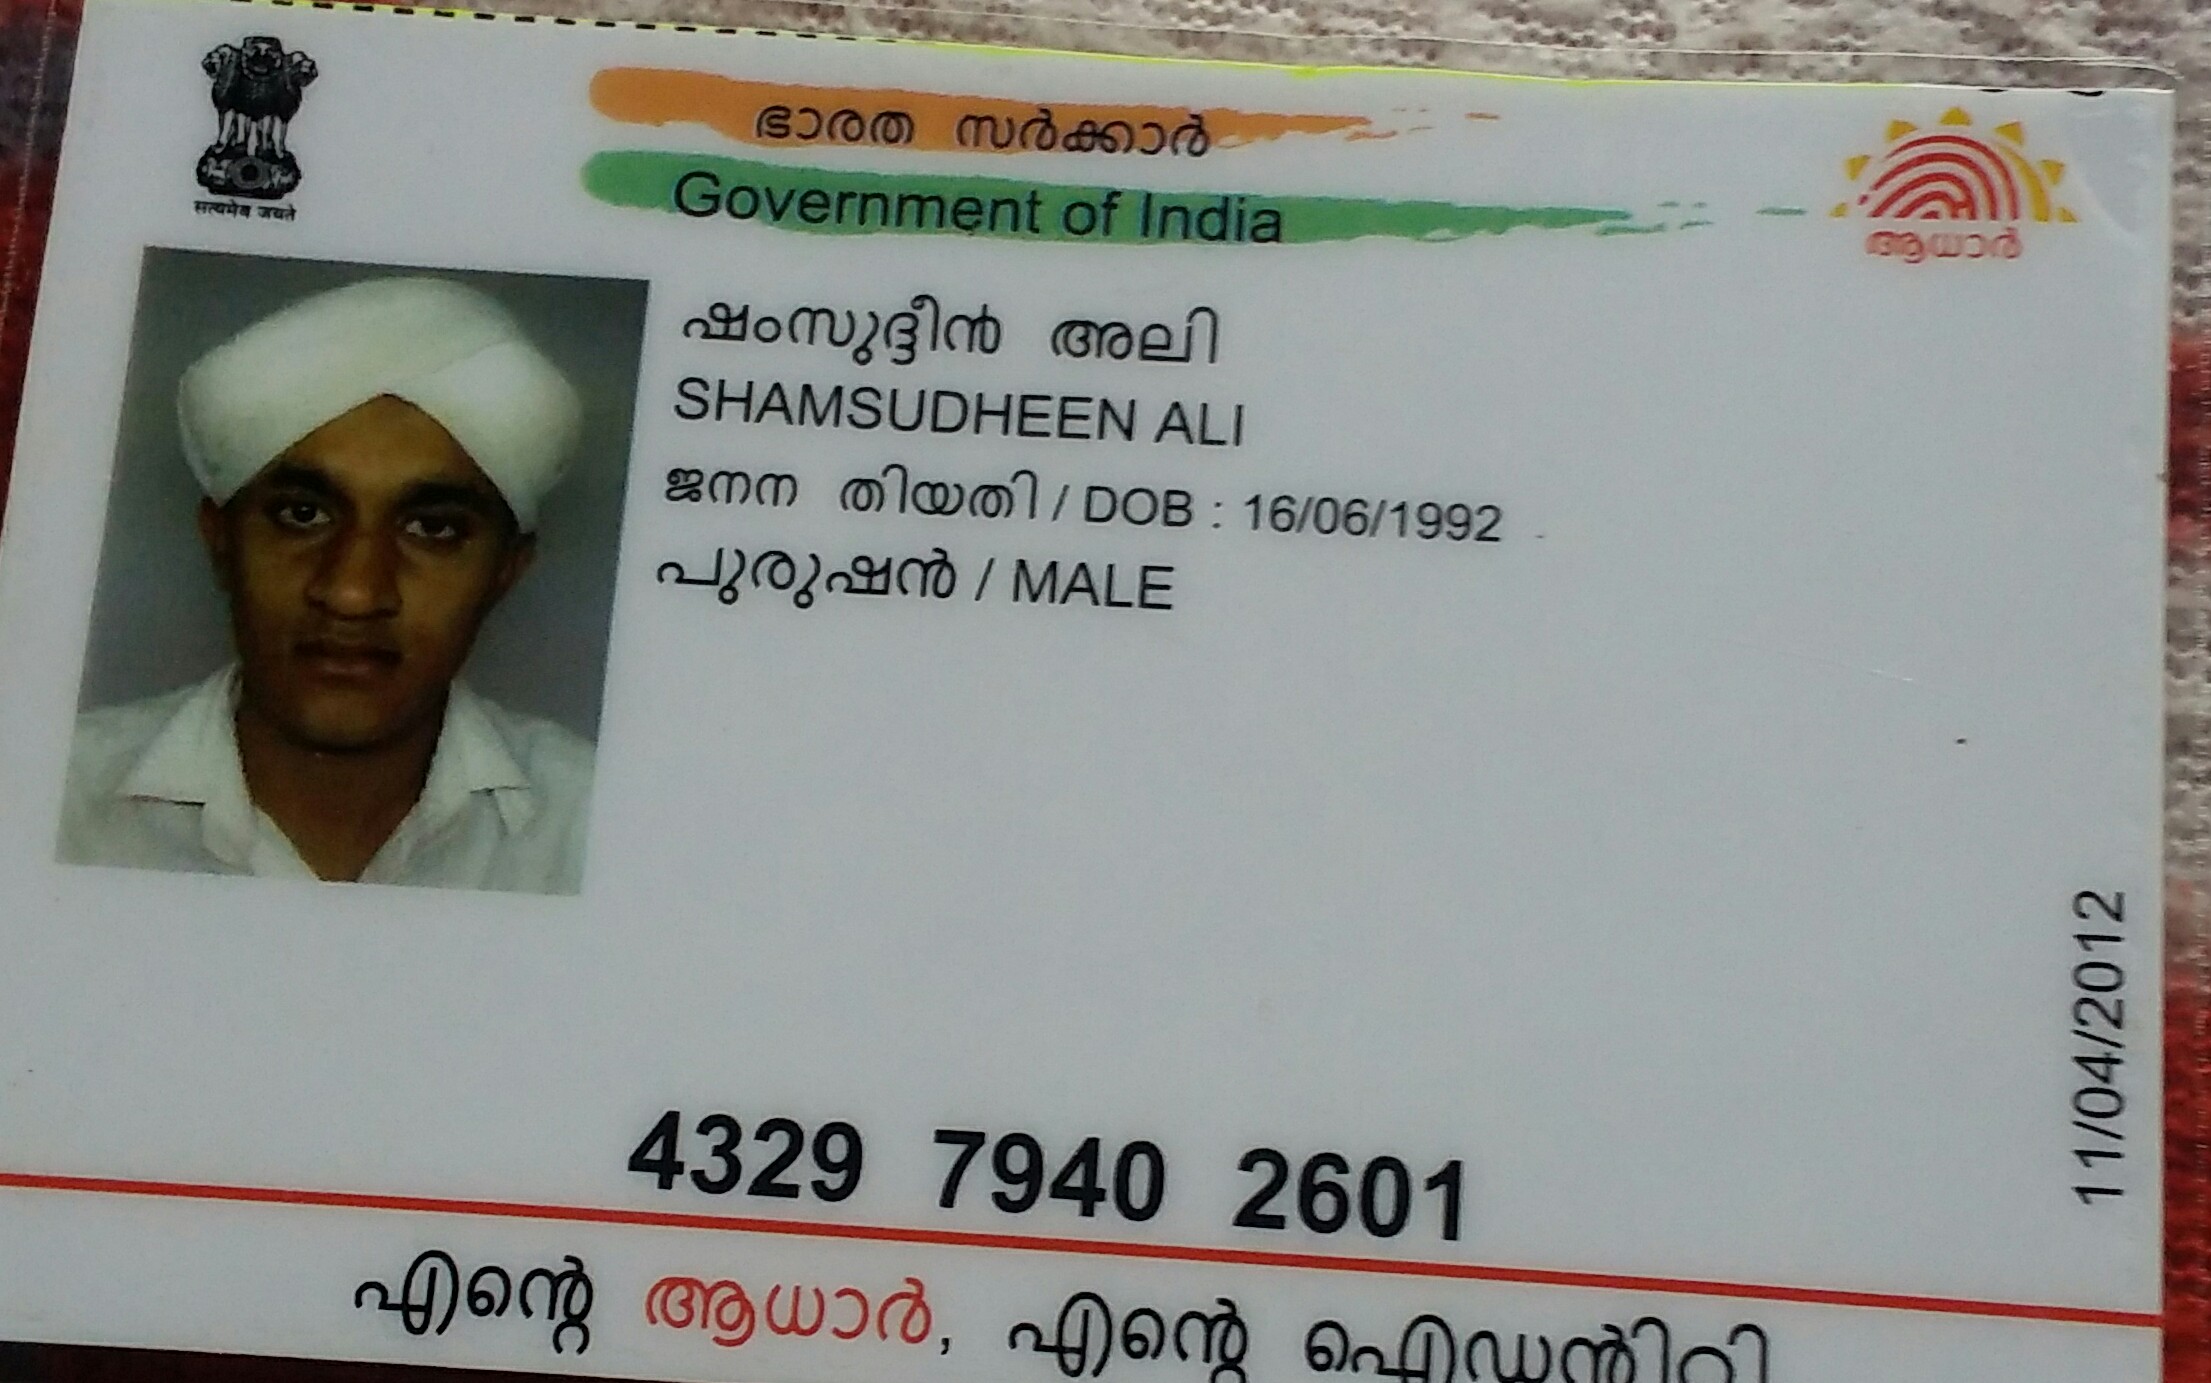 ഭാരത സർക്കാർ
Government of India
सत्यमेव जयते
ആധാർ
ഷംസുദ്ദീൻ അലി
SHAMSUDHEEN ALI
ജനന തിയതി / DOB : 16/06/1992
പുരുഷൻ / MALE
11/04/2012
4329 7940 2601
എന്റെ ആധാർ, എന്റെ ഐഡന്റിറ്റി